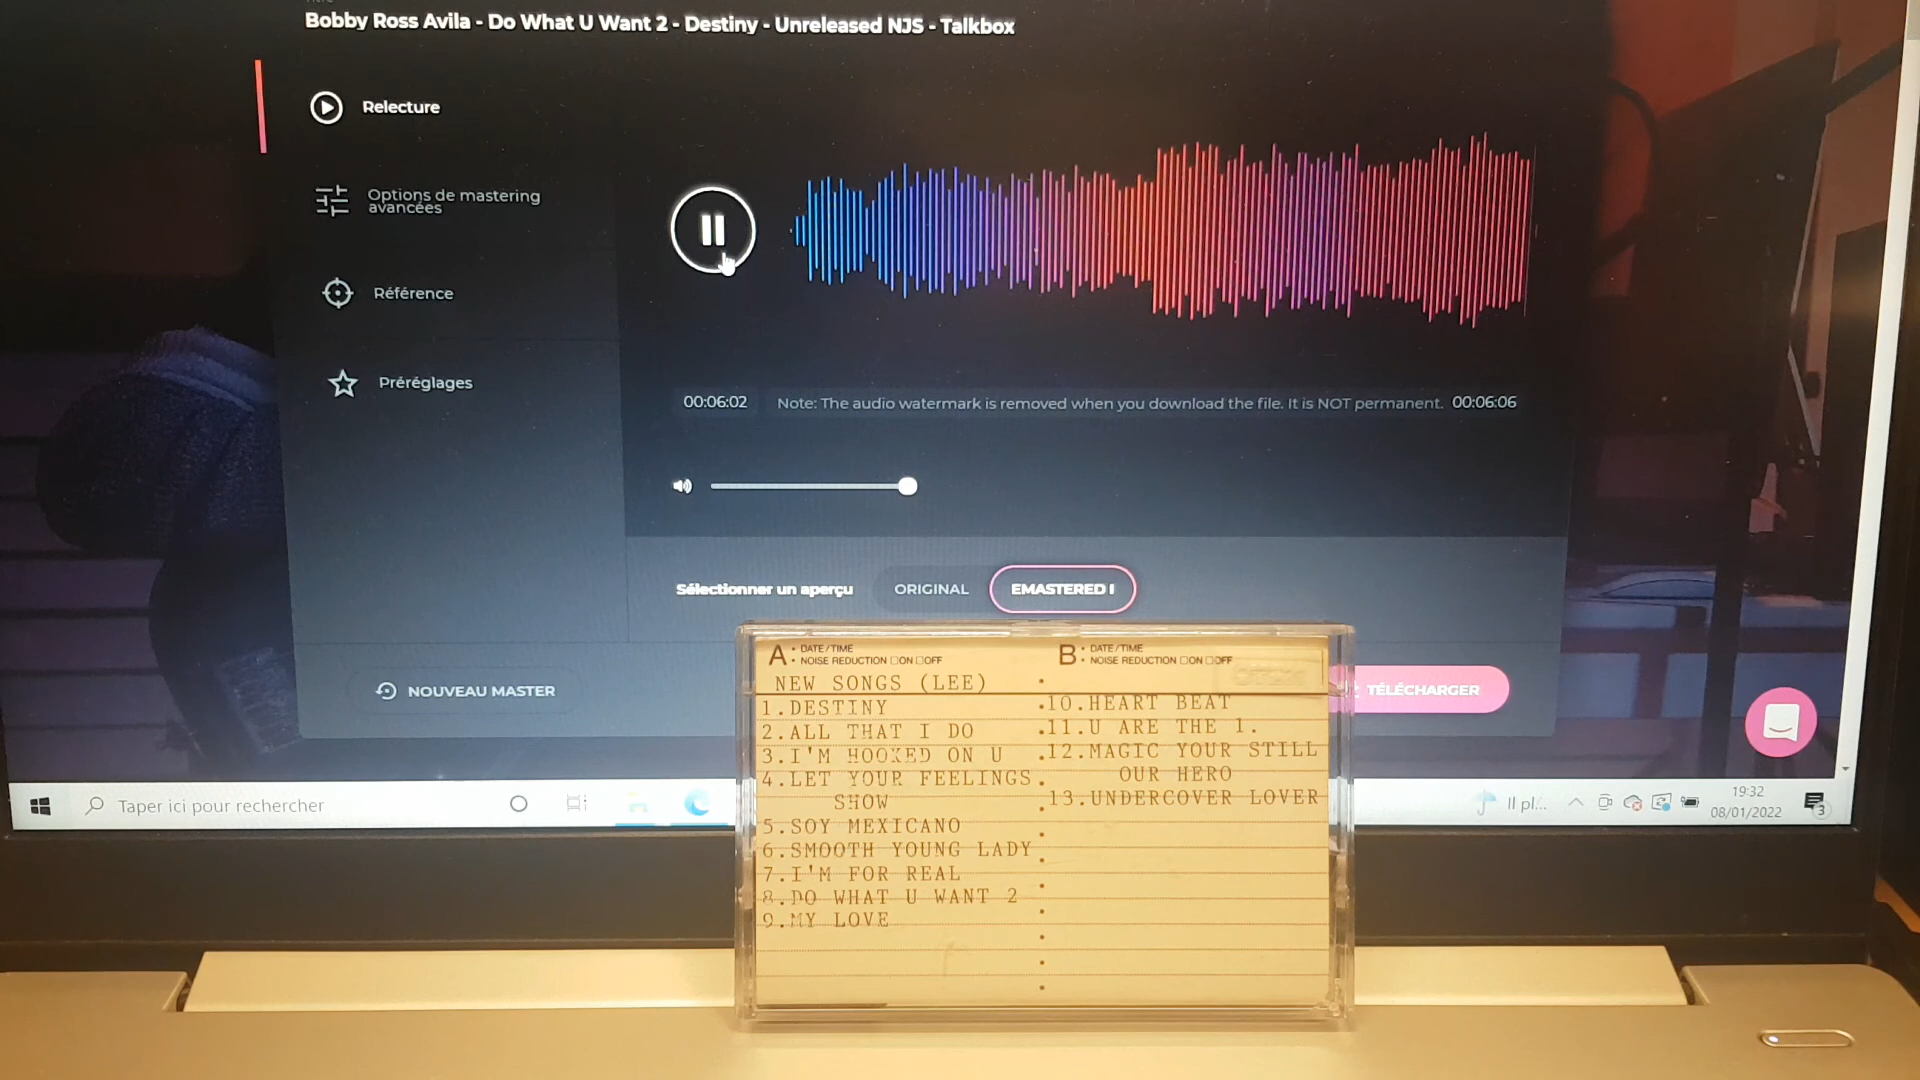 Bobby Ross Avila - Do What U Want 2 - Destiny - Unreleased NJS - Talkbox
Relecture
Options de mastering
avancées
Référence
Préréglages
00:06:02
Note: The audio watermark is removed when you download the file. It is NOT permanent.
00:06:06
Sélectionner un aperçu
ORIGINAL
EMASTERED
NOUVEAU MASTER
TÉLÉCHARGER
A DATE/TIME
NOISE REDUCTION ON OFF
NEW SONGS (LEE)
1.DESTINY
2.ALL THAT I DO
3.I'M HOOKED ON U
4.LET YOUR FEELINGS
SHOW
5.SOY MEXICANO
6.SMOOTH YOUNG LADY
7.I'M FOR REAL
8.DO WHAT U WANT 2
9.MY LOVE
B DATE/TIME
NOISE REDUCTION ON OFF
10.HEART BEAT
11.U ARE THE 1.
12.MAGIC YOUR STILL
OUR HERO
13.UNDERCOVER LOVER
Taper ici pour rechercher
Il pl...
19:32
08/01/2022
3